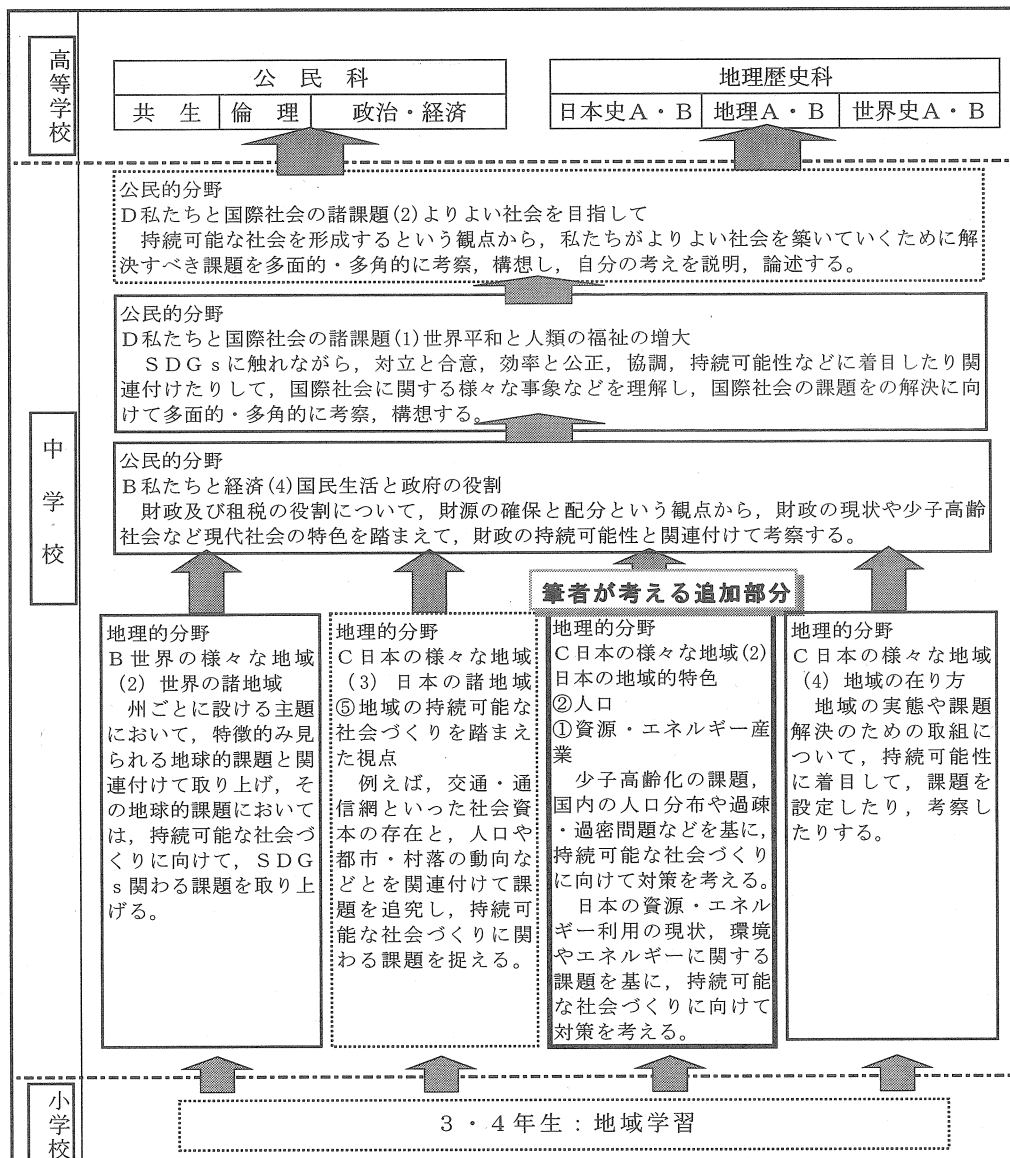 高等学校
公民科
共生 倫理 政治・経済
地理歴史科
日本史A・B 地理A・B 世界史A・B
中学校
公民的分野
D私たちと国際社会の諸課題(2)よりよい社会を目指して
持続可能な社会を形成するという観点から，私たちがよりよい社会を築いていくために解
決すべき課題を多面的・多角的に考察，構想し，自分の考えを説明，論述する。
公民的分野
D私たちと国際社会の諸課題(1)世界平和と人類の福祉の増大
SDGsに触れながら，対立と合意，効率と公正，協調，持続可能性などに着目したり関
連付けたりして，国際社会に関する様々な事象などを理解し，国際社会の課題をの解決に向
けて多面的・多角的に考察，構想する。
公民的分野
B私たちと経済(4)国民生活と政府の役割
財政及び租税の役割について，財源の確保と配分という観点から，財政の現状や少子高齢
社会など現代社会の特色を踏まえて，財政の持続可能性と関連付けて考察する。
地理的分野
B世界の様々な地域
(2) 世界の諸地域
州ごとに設ける主題
において，特徴的み見
られる地球的課題と関
連付けて取り上げ，そ
の地球的課題において
は，持続可能な社会づ
くりに向けて，SDG
s関わる課題を取り上
げる。
地理的分野
C日本の様々な地域
(3) 日本の諸地域
⑤地域の持続可能な
社会づくりを踏まえ
た視点
例えば，交通・通
信網といった社会資
本の存在と，人口や
都市・村落の動向な
どとを関連付けて課
題を追究し，持続可
能な社会づくりに関
わる課題を捉える。
筆者が考える追加部分
地理的分野
C日本の様々な地域(2)
日本の地域的特色
②人口
①資源・エネルギー産
業
少子高齢化の課題，
国内の人口分布や過疎
・過密問題などを基に，
持続可能な社会づくり
に向けて対策を考える。
日本の資源・エネル
ギー利用の現状，環境
やエネルギーに関する
課題を基に，持続可能
な社会づくりに向けて
対策を考える。
地理的分野
C日本の様々な地域
(4) 地域の在り方
地域の実態や課題
解決のための取組に
ついて，持続可能性
に着目して，課題を
設定したり，考察し
たりする。
小学校
3・4年生：地域学習